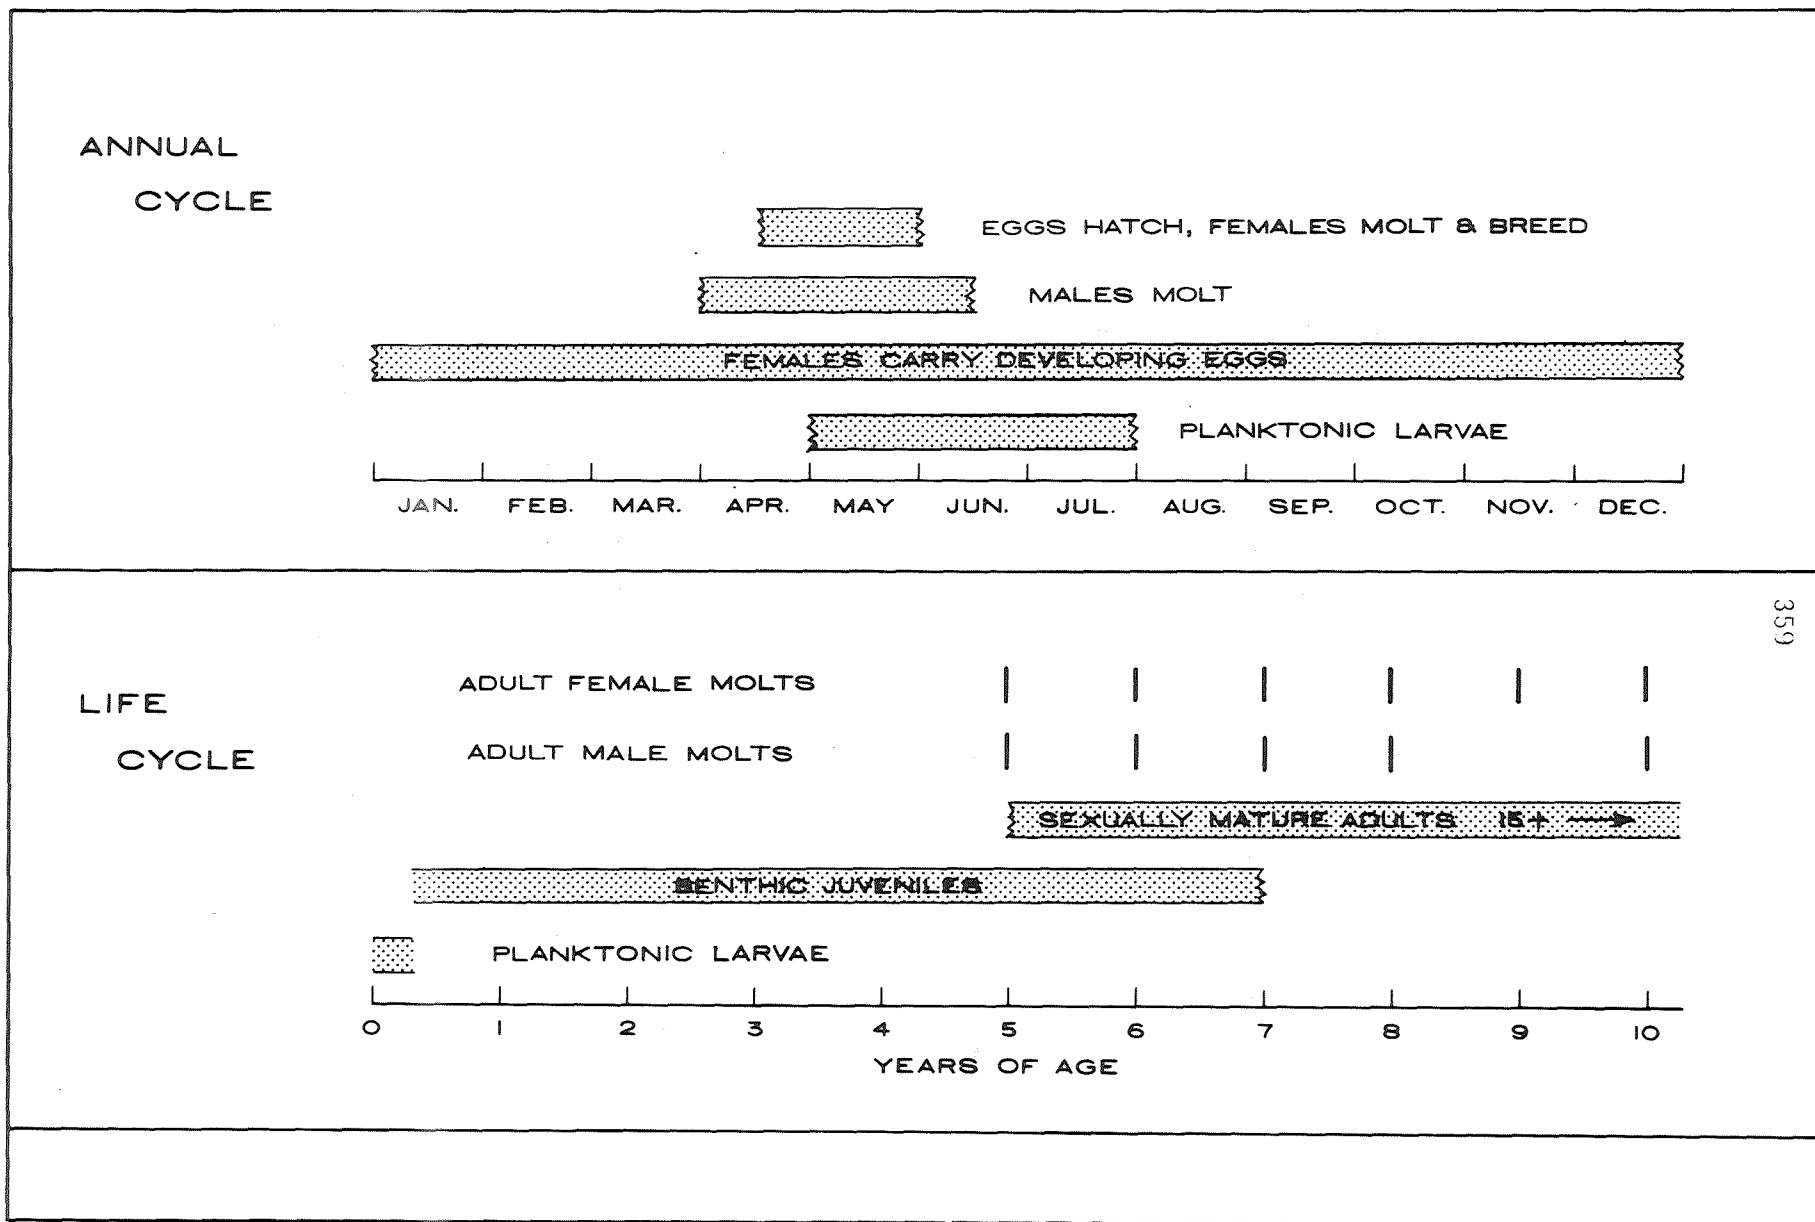 ANNUAL
CYCLE
EGGS HATCH, FEMALES MOLT & BREED
MALES MOLT
FEMALES CARRY DEVELOPING EGGS
PLANKTONIC LARVAE
JAN. FEB. MAR. APR. MAY JUN. JUL. AUG. SEP. OCT. NOV. DEC.
359
LIFE
CYCLE
ADULT FEMALE MOLTS
ADULT MALE MOLTS
SEXUALLY MATURE ADULTS 15+
BENTHIC JUVENILES
PLANKTONIC LARVAE
0 1 2 3 4 5 6 7 8 9 10
YEARS OF AGE